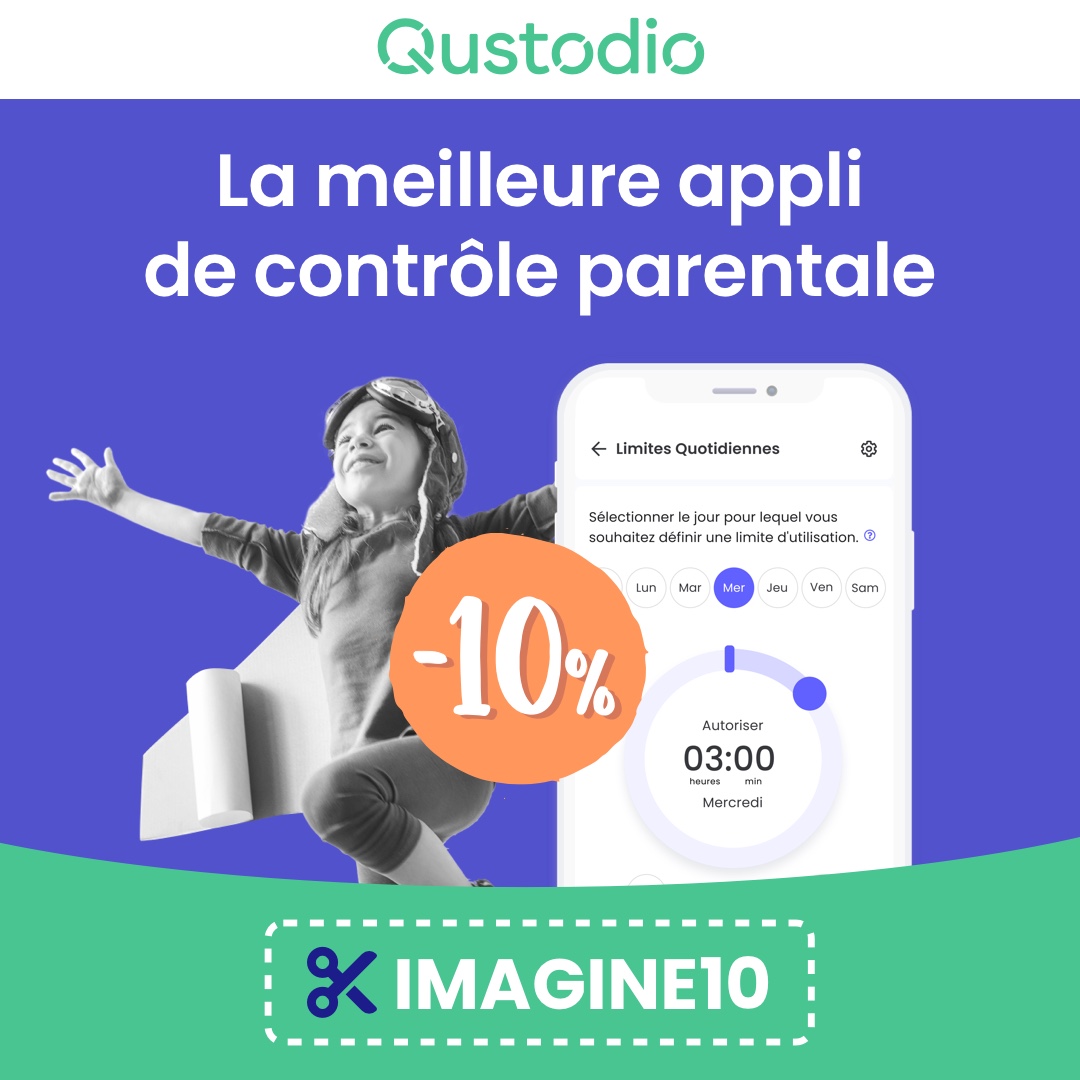 Qustodio
La meilleure appli
de contrôle parentale
Limites Quotidiennes
Sélectionner le jour pour lequel vous
souhaitez définir une limite d'utilisation. ?
Lun Mar Mer Jeu Ven Sam
-10%
Autoriser
03:00
heures min
Mercredi
IMAGINE10